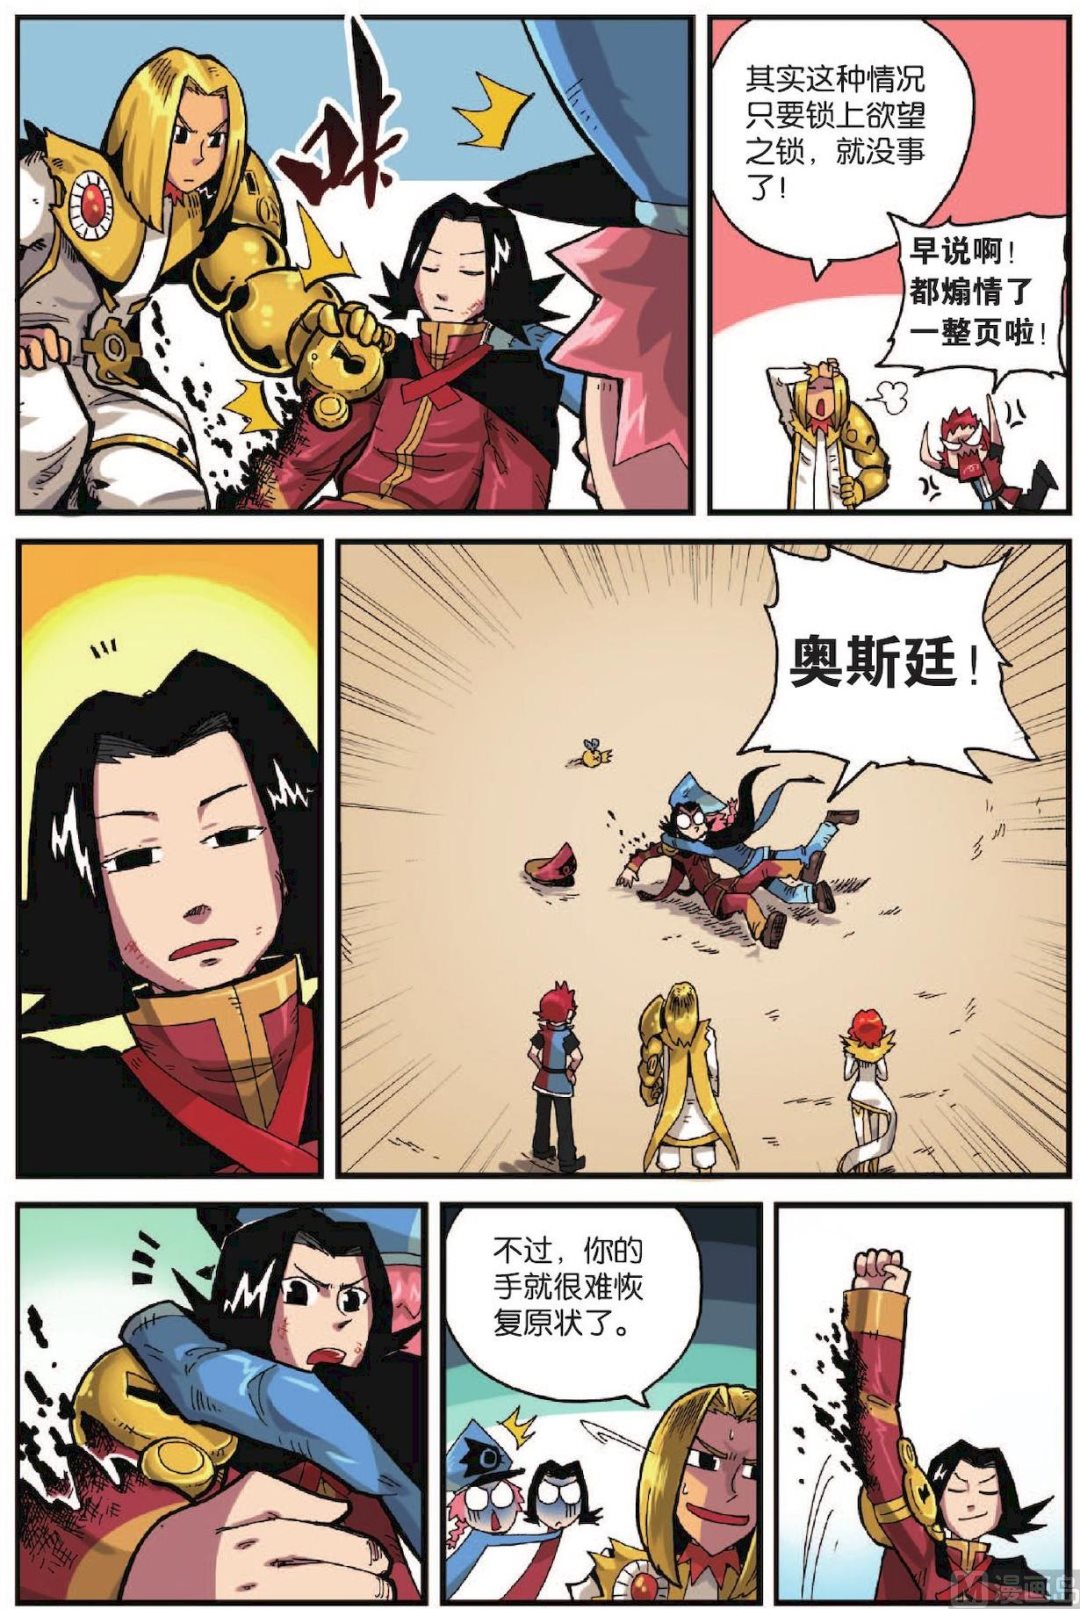 咔
其实这种情况
只要锁上欲望
之锁，就没事
了！
早说啊！
都煽情了
一整页啦！
奥斯廷！
不过，你的
手就很难恢
复原状了。
漫画岛